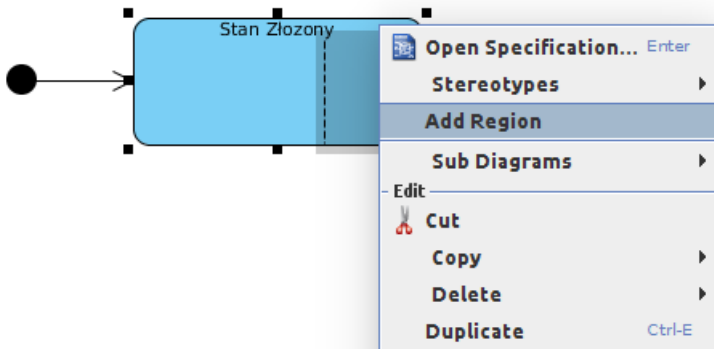 Stan Złozony
Open Specification... Enter
Stereotypes
Add Region
Sub Diagrams
Edit
Cut
Copy
Delete
Duplicate Ctrl-E